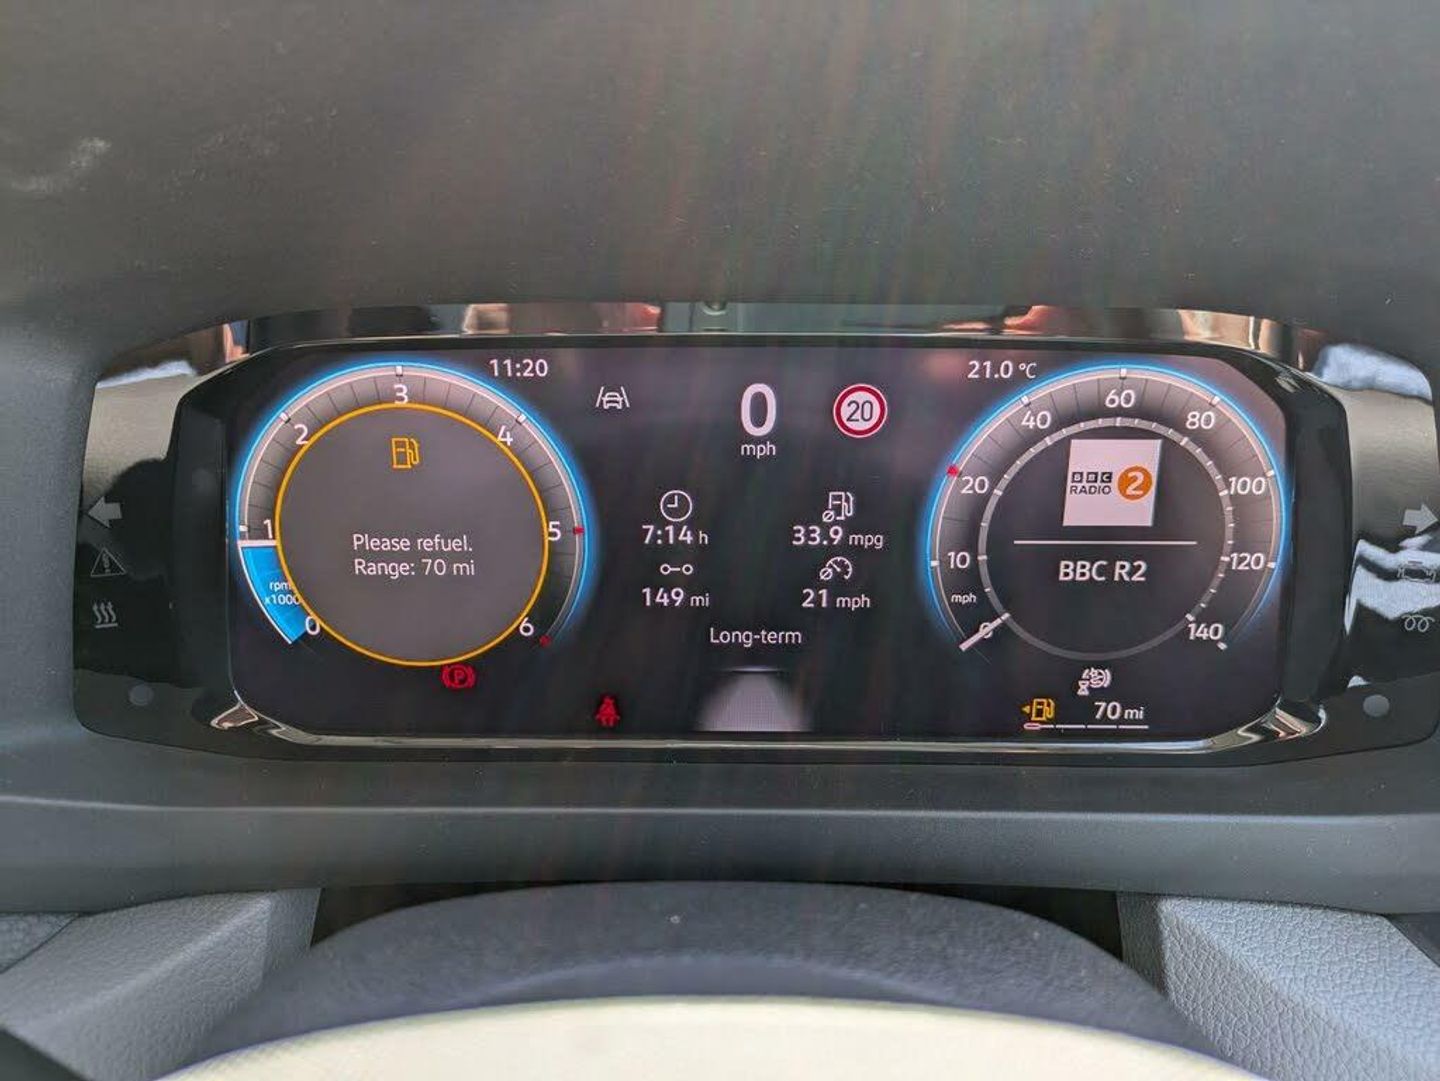 11:20
0
mph
20
21.0 °C
0
1
2
3
4
5
6
rpm
x1000
Please refuel.
Range: 70 mi
7:14 h
33.9 mpg
149 mi
21 mph
Long-term
0
10
20
40
60
80
100
120
140
mph
BBC
RADIO 2
BBC R2
P
70 mi